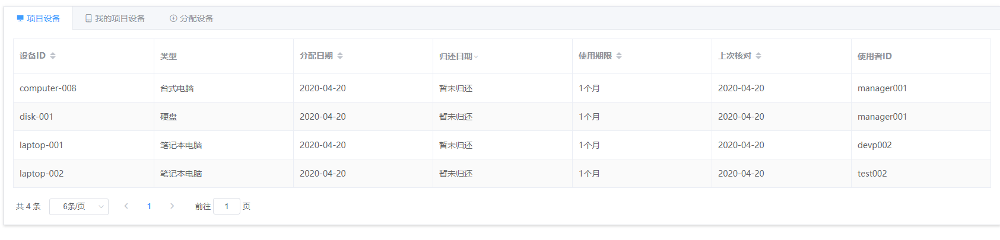 项目设备 我的项目设备 分配设备
设备ID 类型 分配日期 归还日期 使用期限 上次核对 使用者ID
computer-008 台式电脑 2020-04-20 暂未归还 1个月 2020-04-20 manager001
disk-001 硬盘 2020-04-20 暂未归还 1个月 2020-04-20 manager001
laptop-001 笔记本电脑 2020-04-20 暂未归还 1个月 2020-04-20 devp002
laptop-002 笔记本电脑 2020-04-20 暂未归还 1个月 2020-04-20 test002
共 4 条 6条/页 1 前往 1 页